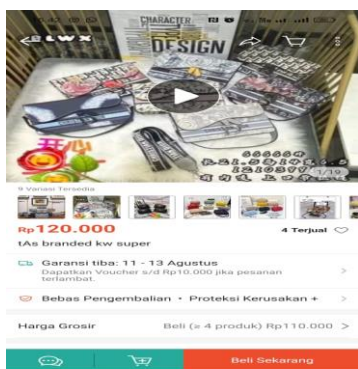 CHARACTER
DESIGN
1/19
9 Variasi Tersedia
Rp120.000
4 Terjual
tAs branded kw super
Garansi tiba: 11 - 13 Agustus
Dapatkan Voucher s/d Rp10.000 jika pesanan
terlambat.
Bebas Pengembalian • Proteksi Kerusakan +
Harga Grosir
Beli (≥ 4 produk) Rp110.000
Beli Sekarang